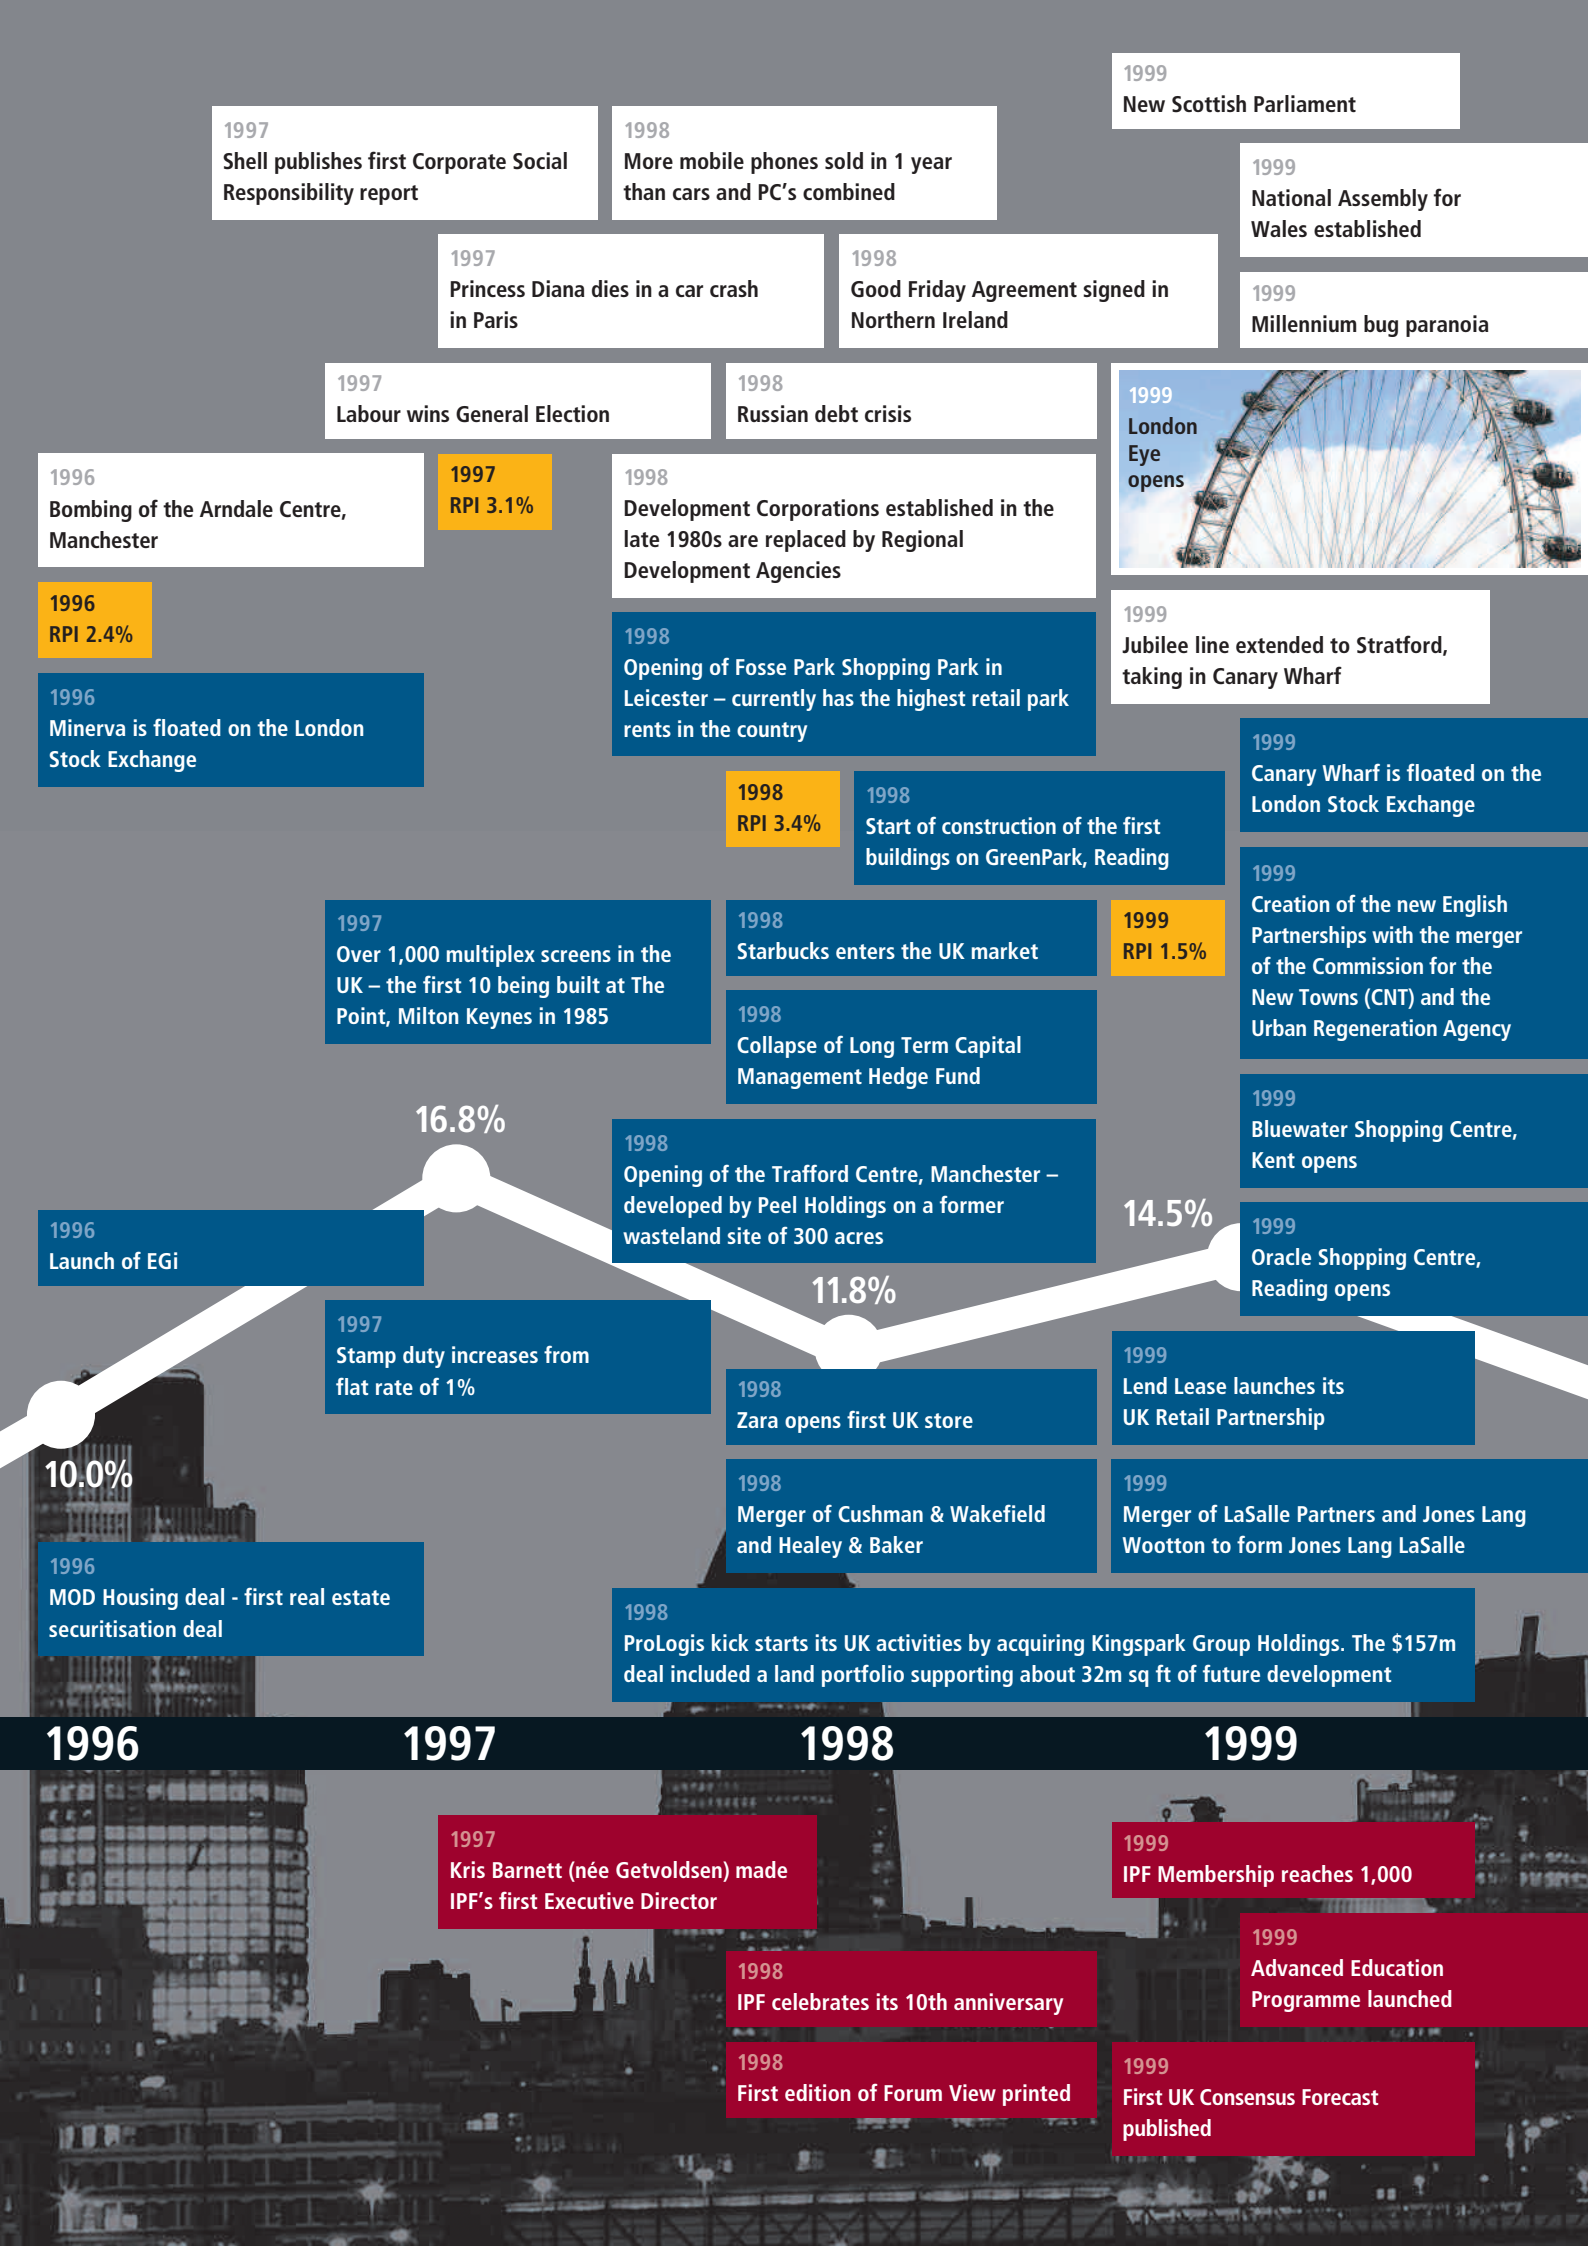 1999
New Scottish Parliament
1997
Shell publishes first Corporate Social
Responsibility report
1998
More mobile phones sold in 1 year
than cars and PC’s combined
1999
National Assembly for
Wales established
1997
Princess Diana dies in a car crash
in Paris
1998
Good Friday Agreement signed in
Northern Ireland
1999
Millennium bug paranoia
1997
Labour wins General Election
1998
Russian debt crisis
1999
London
Eye
opens
1996
Bombing of the Arndale Centre,
Manchester
1997
RPI 3.1%
1998
Development Corporations established in the
late 1980s are replaced by Regional
Development Agencies
1996
RPI 2.4%
1999
Jubilee line extended to Stratford,
taking in Canary Wharf
1998
Opening of Fosse Park Shopping Park in
Leicester – currently has the highest retail park
rents in the country
1996
Minerva is floated on the London
Stock Exchange
1999
Canary Wharf is floated on the
London Stock Exchange
1998
RPI 3.4%
1998
Start of construction of the first
buildings on GreenPark, Reading
1999
Creation of the new English
Partnerships with the merger
of the Commission for the
New Towns (CNT) and the
Urban Regeneration Agency
1997
Over 1,000 multiplex screens in the
UK – the first 10 being built at The
Point, Milton Keynes in 1985
1998
Starbucks enters the UK market
1999
RPI 1.5%
1998
Collapse of Long Term Capital
Management Hedge Fund
1999
Bluewater Shopping Centre,
Kent opens
16.8%
1998
Opening of the Trafford Centre, Manchester –
developed by Peel Holdings on a former
wasteland site of 300 acres
14.5%
1999
Oracle Shopping Centre,
Reading opens
1996
Launch of EGi
11.8%
1997
Stamp duty increases from
flat rate of 1%
1999
Lend Lease launches its
UK Retail Partnership
1998
Zara opens first UK store
10.0%
1998
Merger of Cushman & Wakefield
and Healey & Baker
1999
Merger of LaSalle Partners and Jones Lang
Wootton to form Jones Lang LaSalle
1996
MOD Housing deal - first real estate
securitisation deal
1998
ProLogis kick starts its UK activities by acquiring Kingspark Group Holdings. The $157m
deal included a land portfolio supporting about 32m sq ft of future development
1996 1997 1998 1999
1997
Kris Barnett (née Getvoldsen) made
IPF’s first Executive Director
1999
IPF Membership reaches 1,000
1999
Advanced Education
Programme launched
1998
IPF celebrates its 10th anniversary
1998
First edition of Forum View printed
1999
First UK Consensus Forecast
published